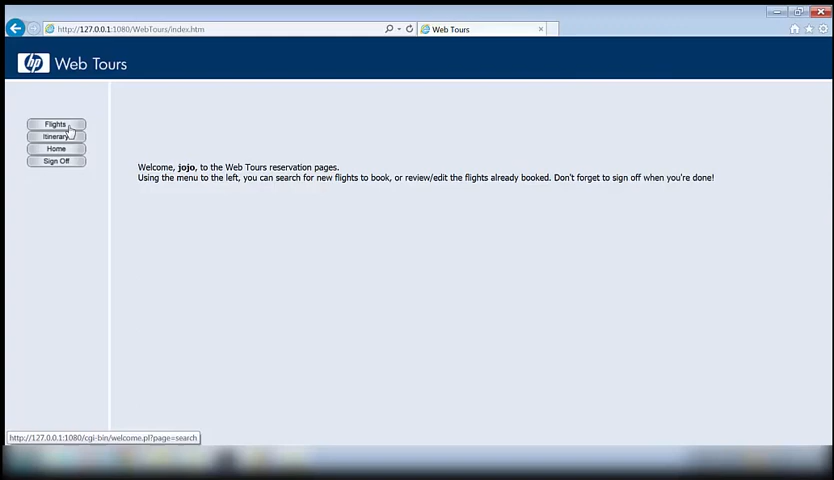 http://127.0.0.1:1080/WebTours/index.htm
Web Tours
hp
Web Tours
Flights
Itinerary
Home
Sign Off
Welcome, jojo, to the Web Tours reservation pages.
Using the menu to the left, you can search for new flights to book, or review/edit the flights already booked. Don't forget to sign off when you're done!
http://127.0.0.1:1080/cgi-bin/welcome.pl?page=search